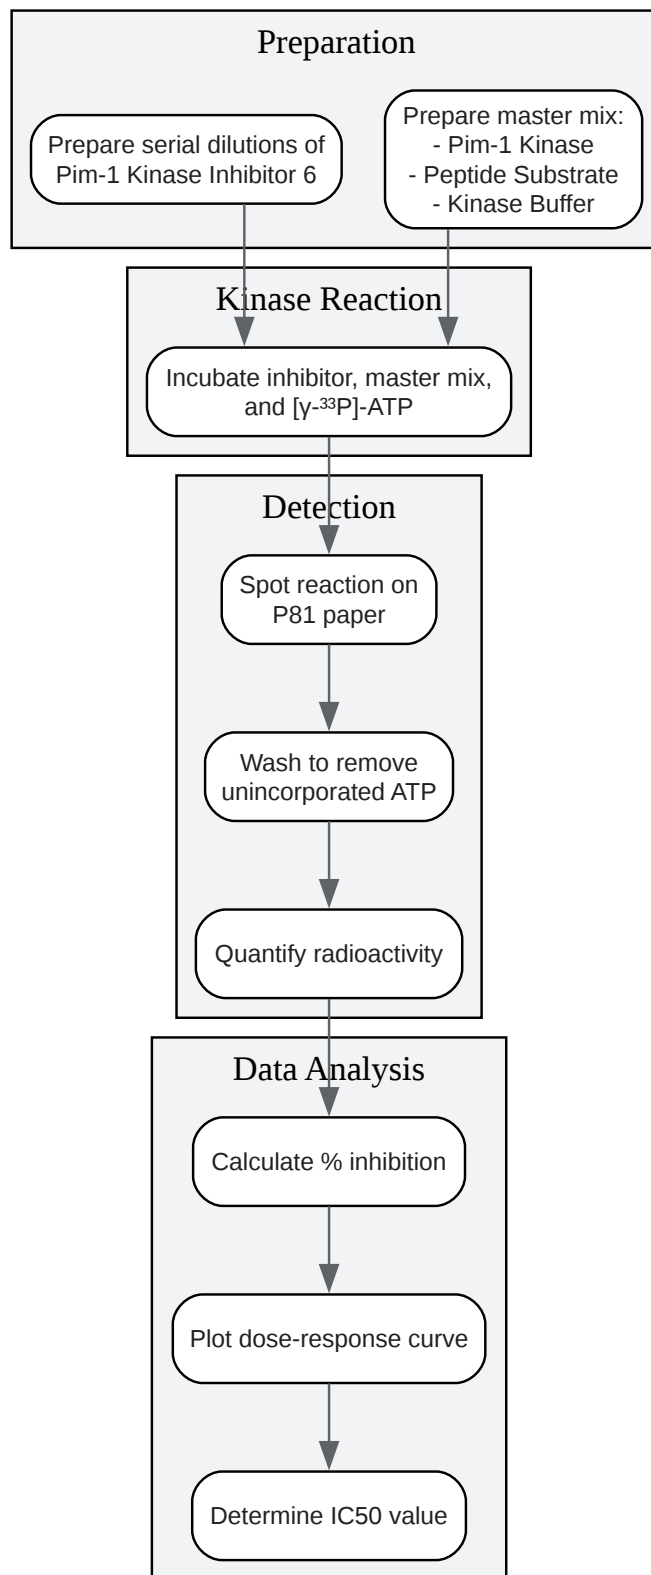 Preparation
Prepare serial dilutions of
Pim-1 Kinase Inhibitor 6
Prepare master mix:
- Pim-1 Kinase
- Peptide Substrate
- Kinase Buffer
Kinase Reaction
Incubate inhibitor, master mix,
and [γ-³³P]-ATP
Detection
Spot reaction on
P81 paper
Wash to remove
unincorporated ATP
Quantify radioactivity
Data Analysis
Calculate % inhibition
Plot dose-response curve
Determine IC50 value